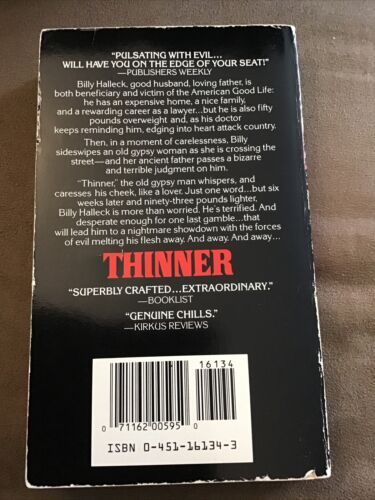 "PULSATING WITH EVIL...
WILL HAVE YOU ON THE EDGE OF YOUR SEAT!"
—PUBLISHERS WEEKLY
Billy Halleck, good husband, loving father, is
both beneficiary and victim of the American Good Life:
he has an expensive home, a nice family,
and a rewarding career as a lawyer...but he is also fifty
pounds overweight and, as his doctor
keeps reminding him, edging into heart attack country.
Then, in a moment of carelessness, Billy
sideswipes an old gypsy woman as she is crossing the
street—and her ancient father passes a bizarre
and terrible judgment on him.
"Thinner," the old gypsy man whispers, and
caresses his cheek, like a lover. Just one word...but six
weeks later and ninety-three pounds lighter,
Billy Halleck is more than worried. He's terrified. And
desperate enough for one last gamble...that
will lead him to a nightmare showdown with the forces
of evil melting his flesh away. And away. And away...
THINNER
"SUPERBLY CRAFTED...EXTRAORDINARY."
—BOOKLIST
"GENUINE CHILLS."
—KIRKUS REVIEWS
16134
0 71162 00595 0
ISBN 0-451-16134-3